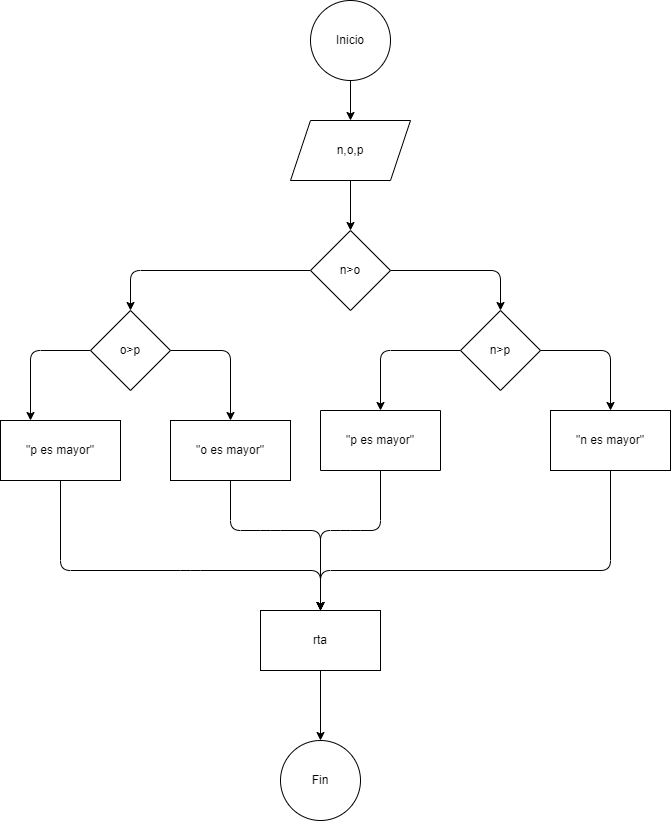 Inicio
n,o,p
n>o
o>p
n>p
"p es mayor"
"o es mayor"
"p es mayor"
"n es mayor"
rta
Fin